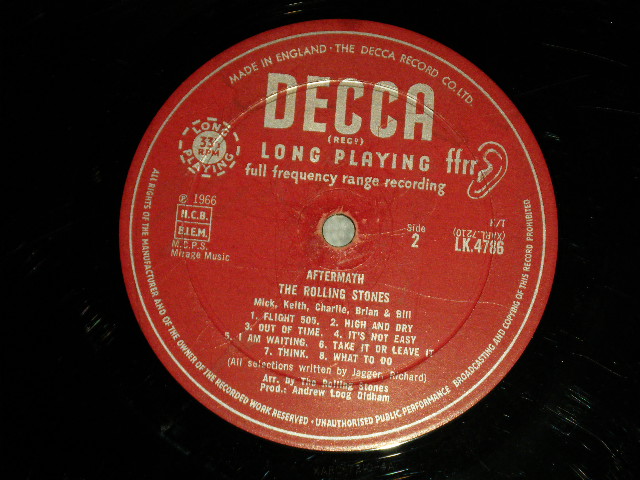 MADE IN ENGLAND · THE DECCA RECORD CO. LTD.
DECCA
(REGD)
LONG PLAYING
33⅓ RPM
LONG PLAYING ffrr
full frequency range recording
℗ 1966
N.C.B.
B.I.E.M.
M.C.P.S.
Mirage Music
Side
2
(XARL.7210)
LK.4786
AFTERMATH
THE ROLLING STONES
Mick, Keith, Charlie, Brian & Bill
1. FLIGHT 505. 2. HIGH AND DRY
3. OUT OF TIME. 4. IT'S NOT EASY
5. I AM WAITING. 6. TAKE IT OR LEAVE IT
7. THINK. 8. WHAT TO DO
(All selections written by Jagger, Richard)
Arr. by The Rolling Stones
Prod: Andrew Loog Oldham
ALL RIGHTS OF THE MANUFACTURER AND OF THE OWNER OF THE RECORDED WORK RESERVED · UNAUTHORISED PUBLIC PERFORMANCE, BROADCASTING AND COPYING OF THIS RECORD PROHIBITED.